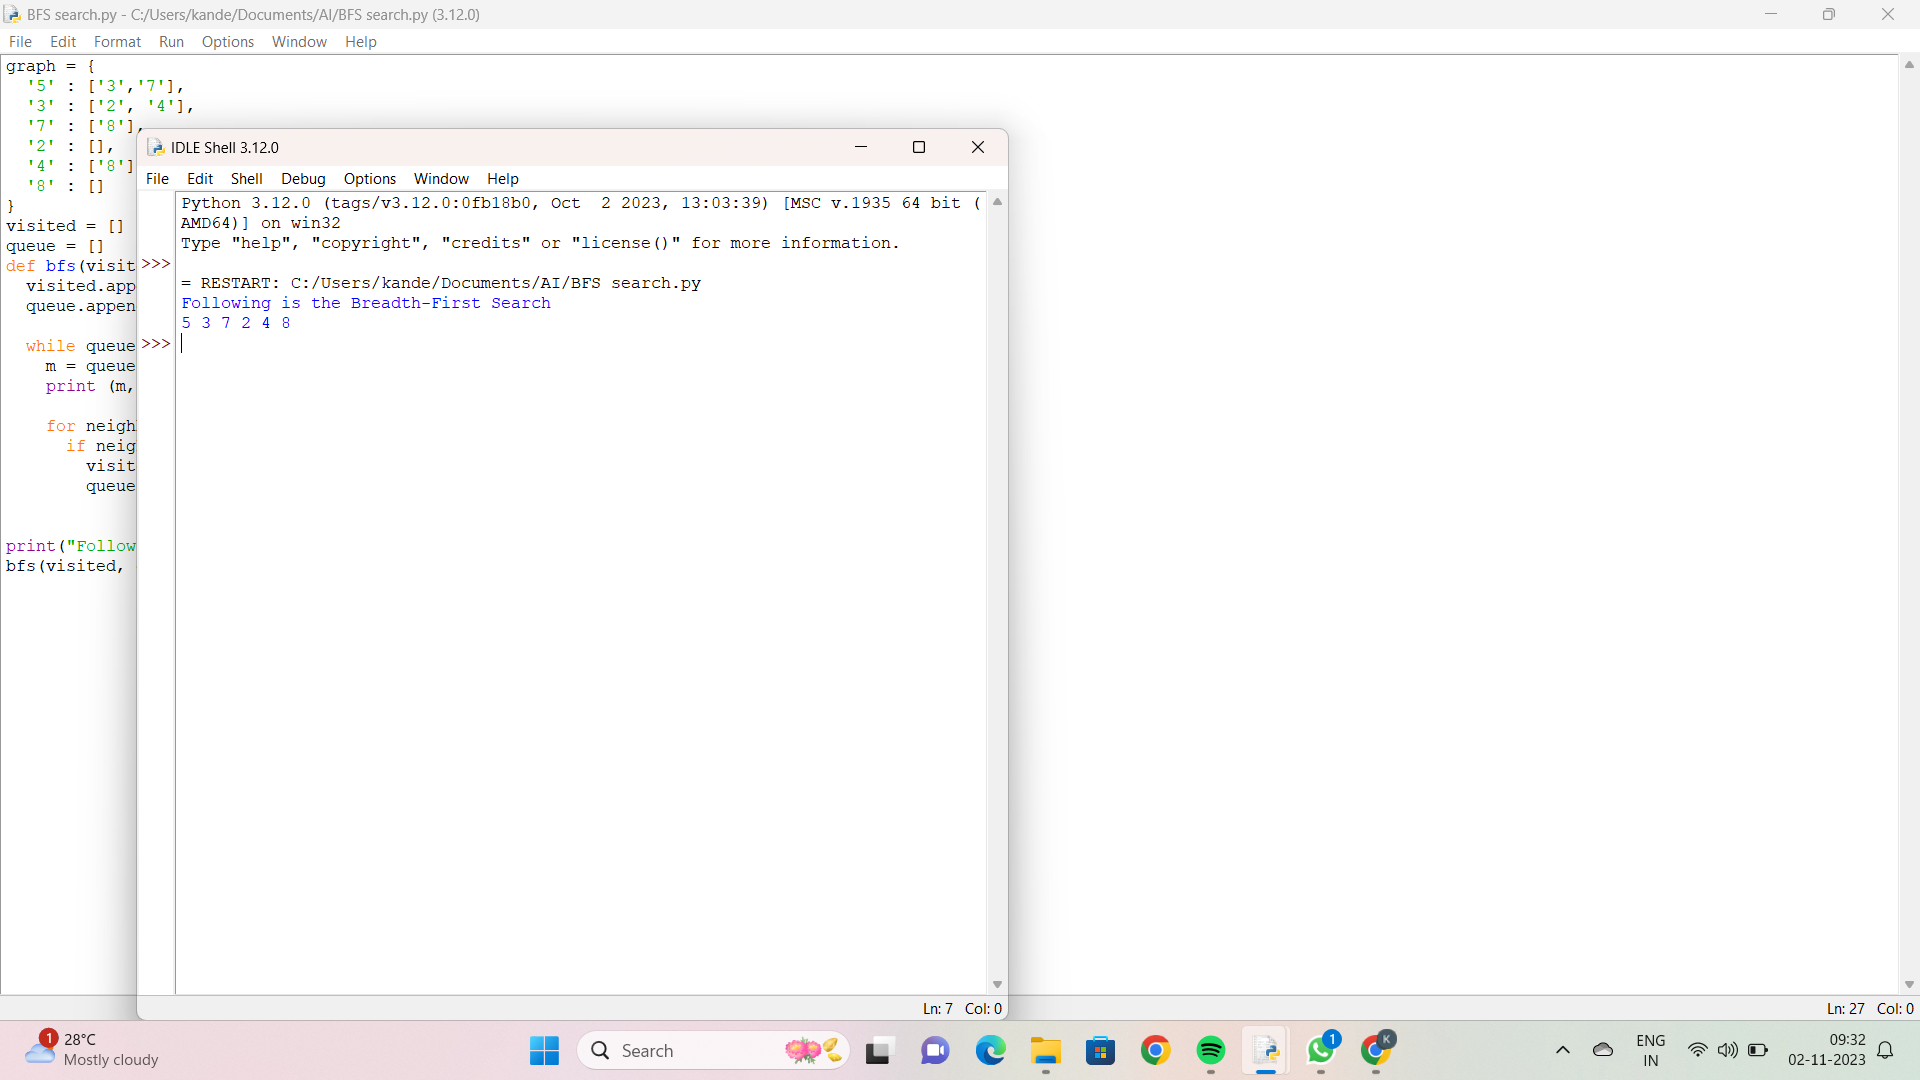 BFS search.py - C:/Users/kande/Documents/AI/BFS search.py (3.12.0)
File Edit Format Run Options Window Help
graph = {
'5' : ['3','7'],
'3' : ['2', '4'],
'7' : ['8'],
'2' : [],
'4' : ['8']
'8' : []
}
visited = []
queue = []
def bfs(visit
visited.app
queue.appen
while queue
m = queue
print (m,
for neigh
if neig
visit
queue
print("Follow
bfs(visited,
IDLE Shell 3.12.0
File Edit Shell Debug Options Window Help
Python 3.12.0 (tags/v3.12.0:0fb18b0, Oct  2 2023, 13:03:39) [MSC v.1935 64 bit (
AMD64)] on win32
Type "help", "copyright", "credits" or "license()" for more information.
>>>
= RESTART: C:/Users/kande/Documents/AI/BFS search.py
Following is the Breadth-First Search
5 3 7 2 4 8
>>>
Ln: 7 Col: 0
Ln: 27 Col: 0
1
28°C
Mostly cloudy
Search
1
K
ENG
IN
09:32
02-11-2023